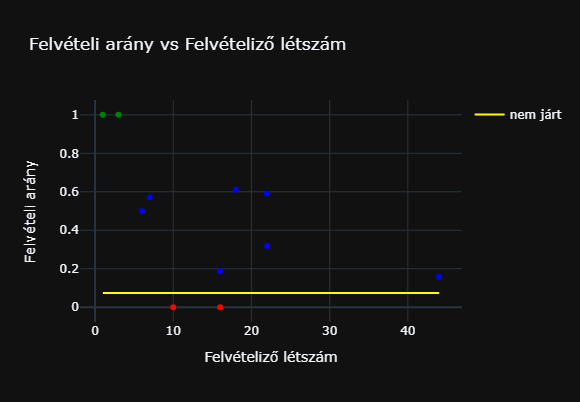 Felvételi arány vs Felvételiző létszám
nem járt
Felvételi arány
1
0.8
0.6
0.4
0.2
0
0 10 20 30 40
Felvételiző létszám